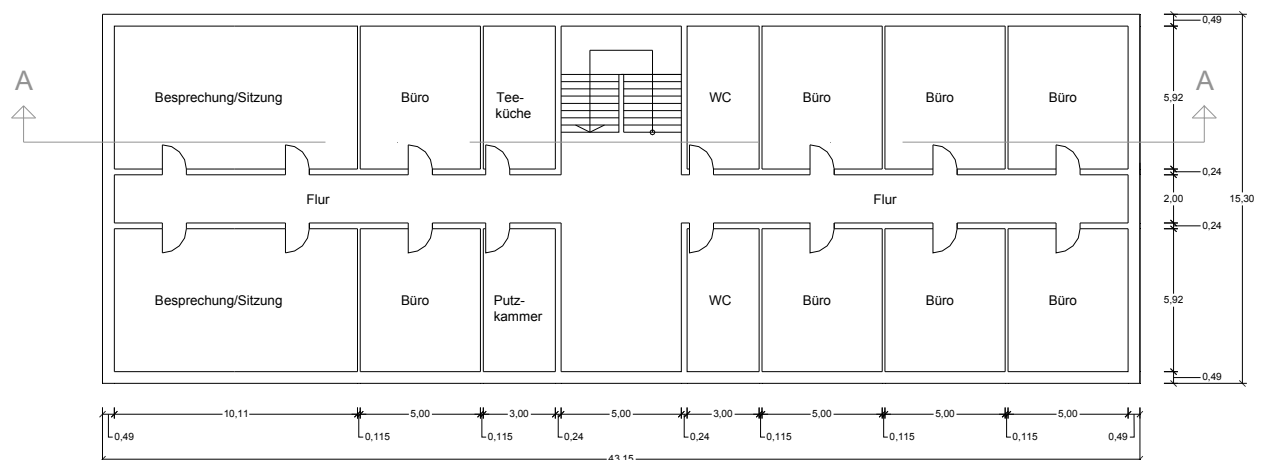 0,49
A
A
Besprechung/Sitzung
Büro
Tee-
küche
WC
Büro
Büro
Büro
5,92
0,24
Flur
Flur
2,00
15,30
0,24
Besprechung/Sitzung
Büro
Putz-
kammer
WC
Büro
Büro
Büro
5,92
0,49
10,11
5,00
3,00
5,00
3,00
5,00
5,00
5,00
0,49
0,115
0,115
0,24
0,24
0,115
0,115
0,115
0,49
43,15